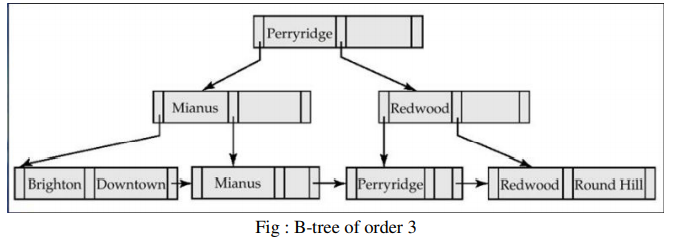 Perryridge
Mianus Redwood
Brighton Downtown Mianus Perryridge Redwood Round Hill
Fig : B-tree of order 3